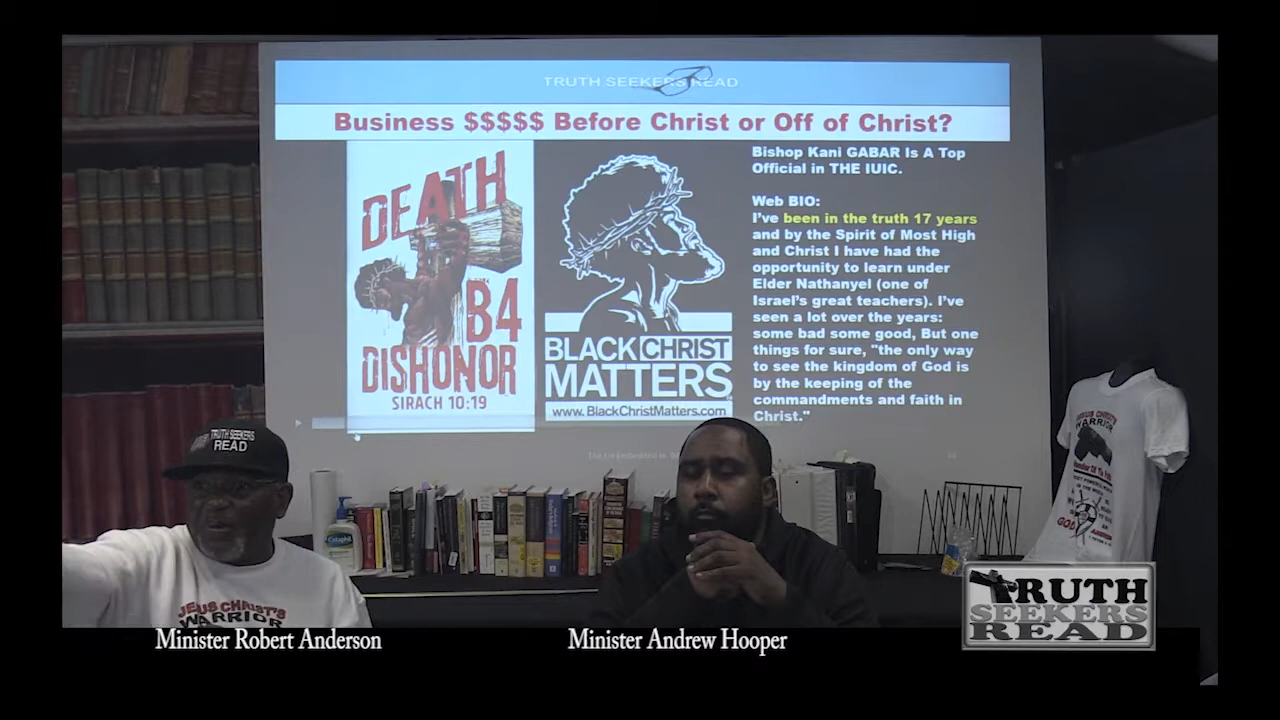 TRUTH SEEKERS READ
Business $$$$$ Before Christ or Off of Christ?
DEATH
B4
DISHONOR
SIRACH 10:19
BLACK CHRIST
MATTERS
www.BlackChristMatters.com
Bishop Kani GABAR Is A Top
Official in THE IUIC.
Web BIO:
I've been in the truth 17 years
and by the Spirit of Most High
and Christ I have had the
opportunity to learn under
Elder Nathanyel (one of
Israel's great teachers). I've
seen a lot over the years:
some bad some good, But one
things for sure, "the only way
to see the kingdom of God is
by the keeping of the
commandments and faith in
Christ."
TRUTH SEEKERS
READ
JESUS CHRIST'S
WARRIOR
Cetaphil
JESUS CHRIST'S
WARRIOR
GOD
TRUTH
SEEKERS
READ
Minister Robert Anderson
Minister Andrew Hooper